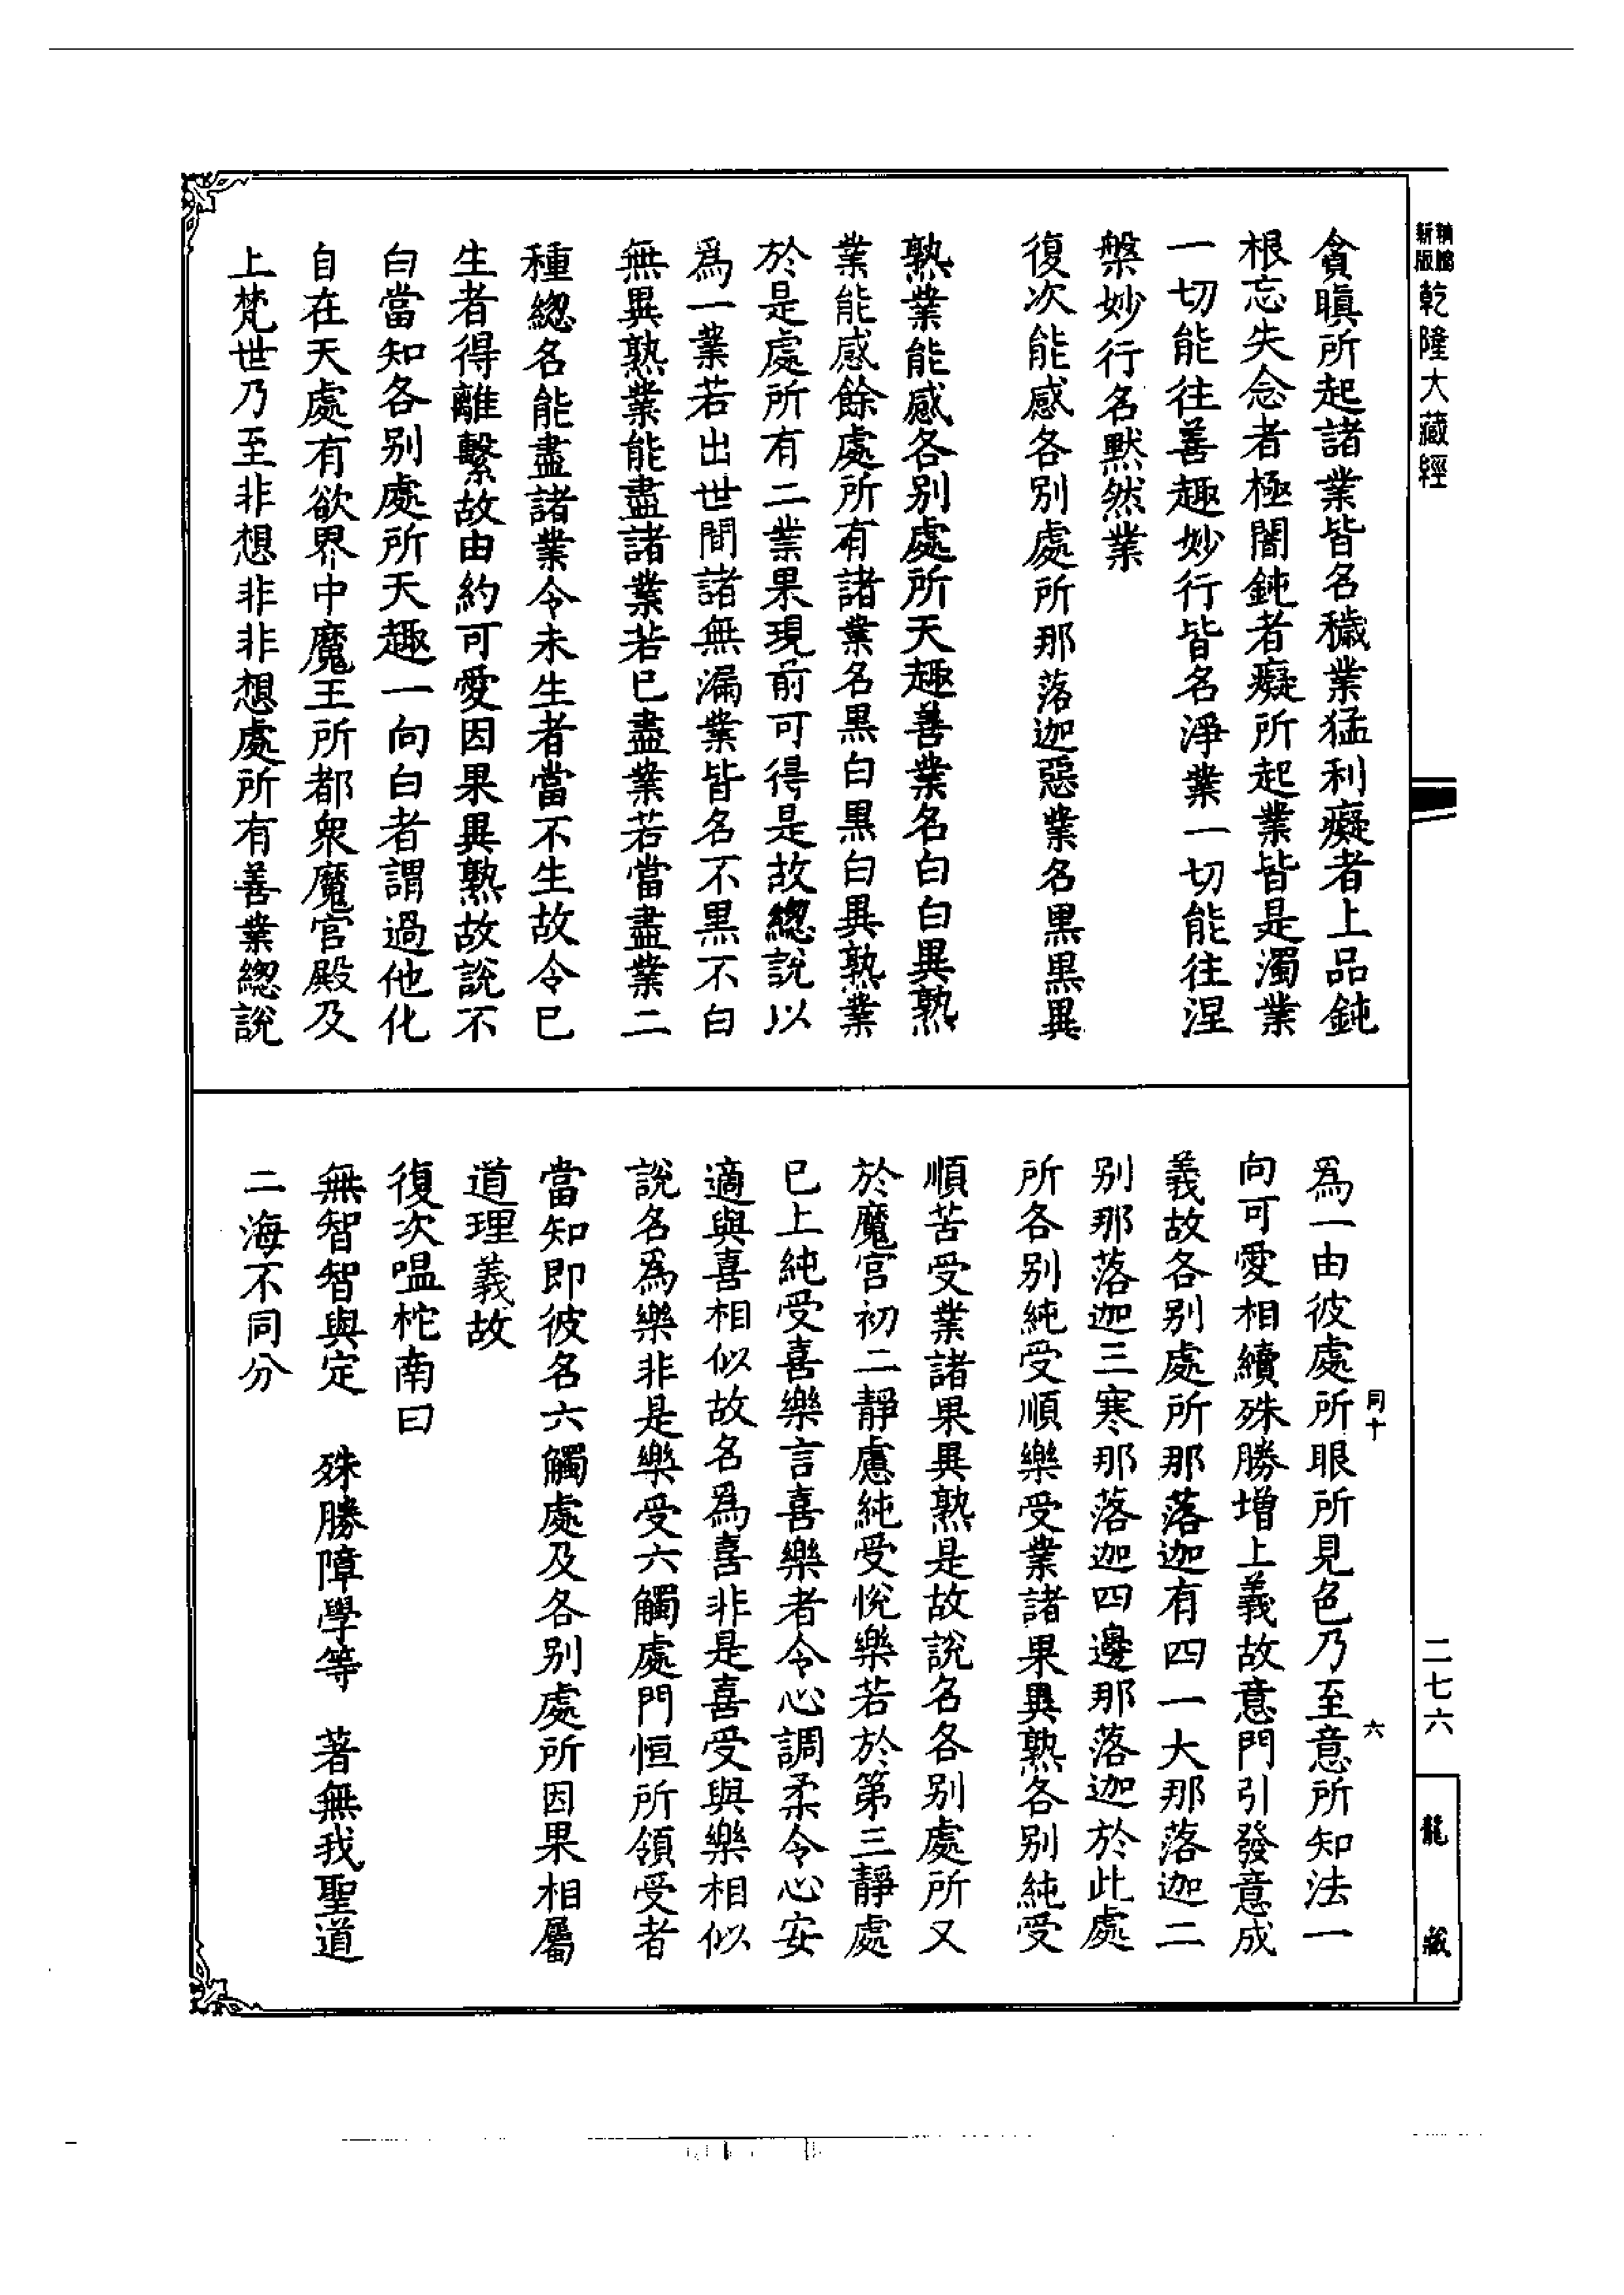 新版
乾隆大藏經
貪瞋所起諸業皆名穢業猛利癡者上品鈍
根忘失念者極闇鈍者癡所起業皆是濁業
一切能往善趣妙行皆名淨業一切能往涅
槃妙行名默然業
復次能感各别處所那落迦惡業名黑黑異
熟業能感各别處所天趣善業名白白異熟
業能感餘處所有諸業名黑白黑白異熟業
於是處所有二業果現前可得是故緫說以
爲一業若出世間諸無漏業皆名不黑不白
無異熟業能盡諸業若已盡業若當盡業二
種緫名能盡諸業令未生者當不生故令已
生者得離繫故由約可愛因果異熟故說不
白當知各别處所天趣一向白者謂過他化
自在天處有欲界中魔王所都衆魔宮殿及
上梵世乃至非想非非想處所有善業緫說
爲一由彼處所眼所見色乃至意所知法一
向可愛相續殊勝增上義故意門引發意成
義故各别處所那落迦有四一大那落迦二
别那落迦三寒那落迦四邊那落迦於此處
所各别純受順樂受業諸果異熟各别純受
順苦受業諸果異熟是故說名各别處所又
於魔宮初二靜慮純受悅樂若於第三靜處
已上純受喜樂言喜樂者令心調柔令心安
適與喜相似故名爲喜非是喜受與樂相似
說名爲樂非是樂受六觸處門恒所領受者
當知即彼名六觸處及各别處所因果相屬
道理義故
復次嗢柁南曰
無智智與定　殊勝障學等　著無我聖道
二海不同分
同十
六
二七六
龍藏